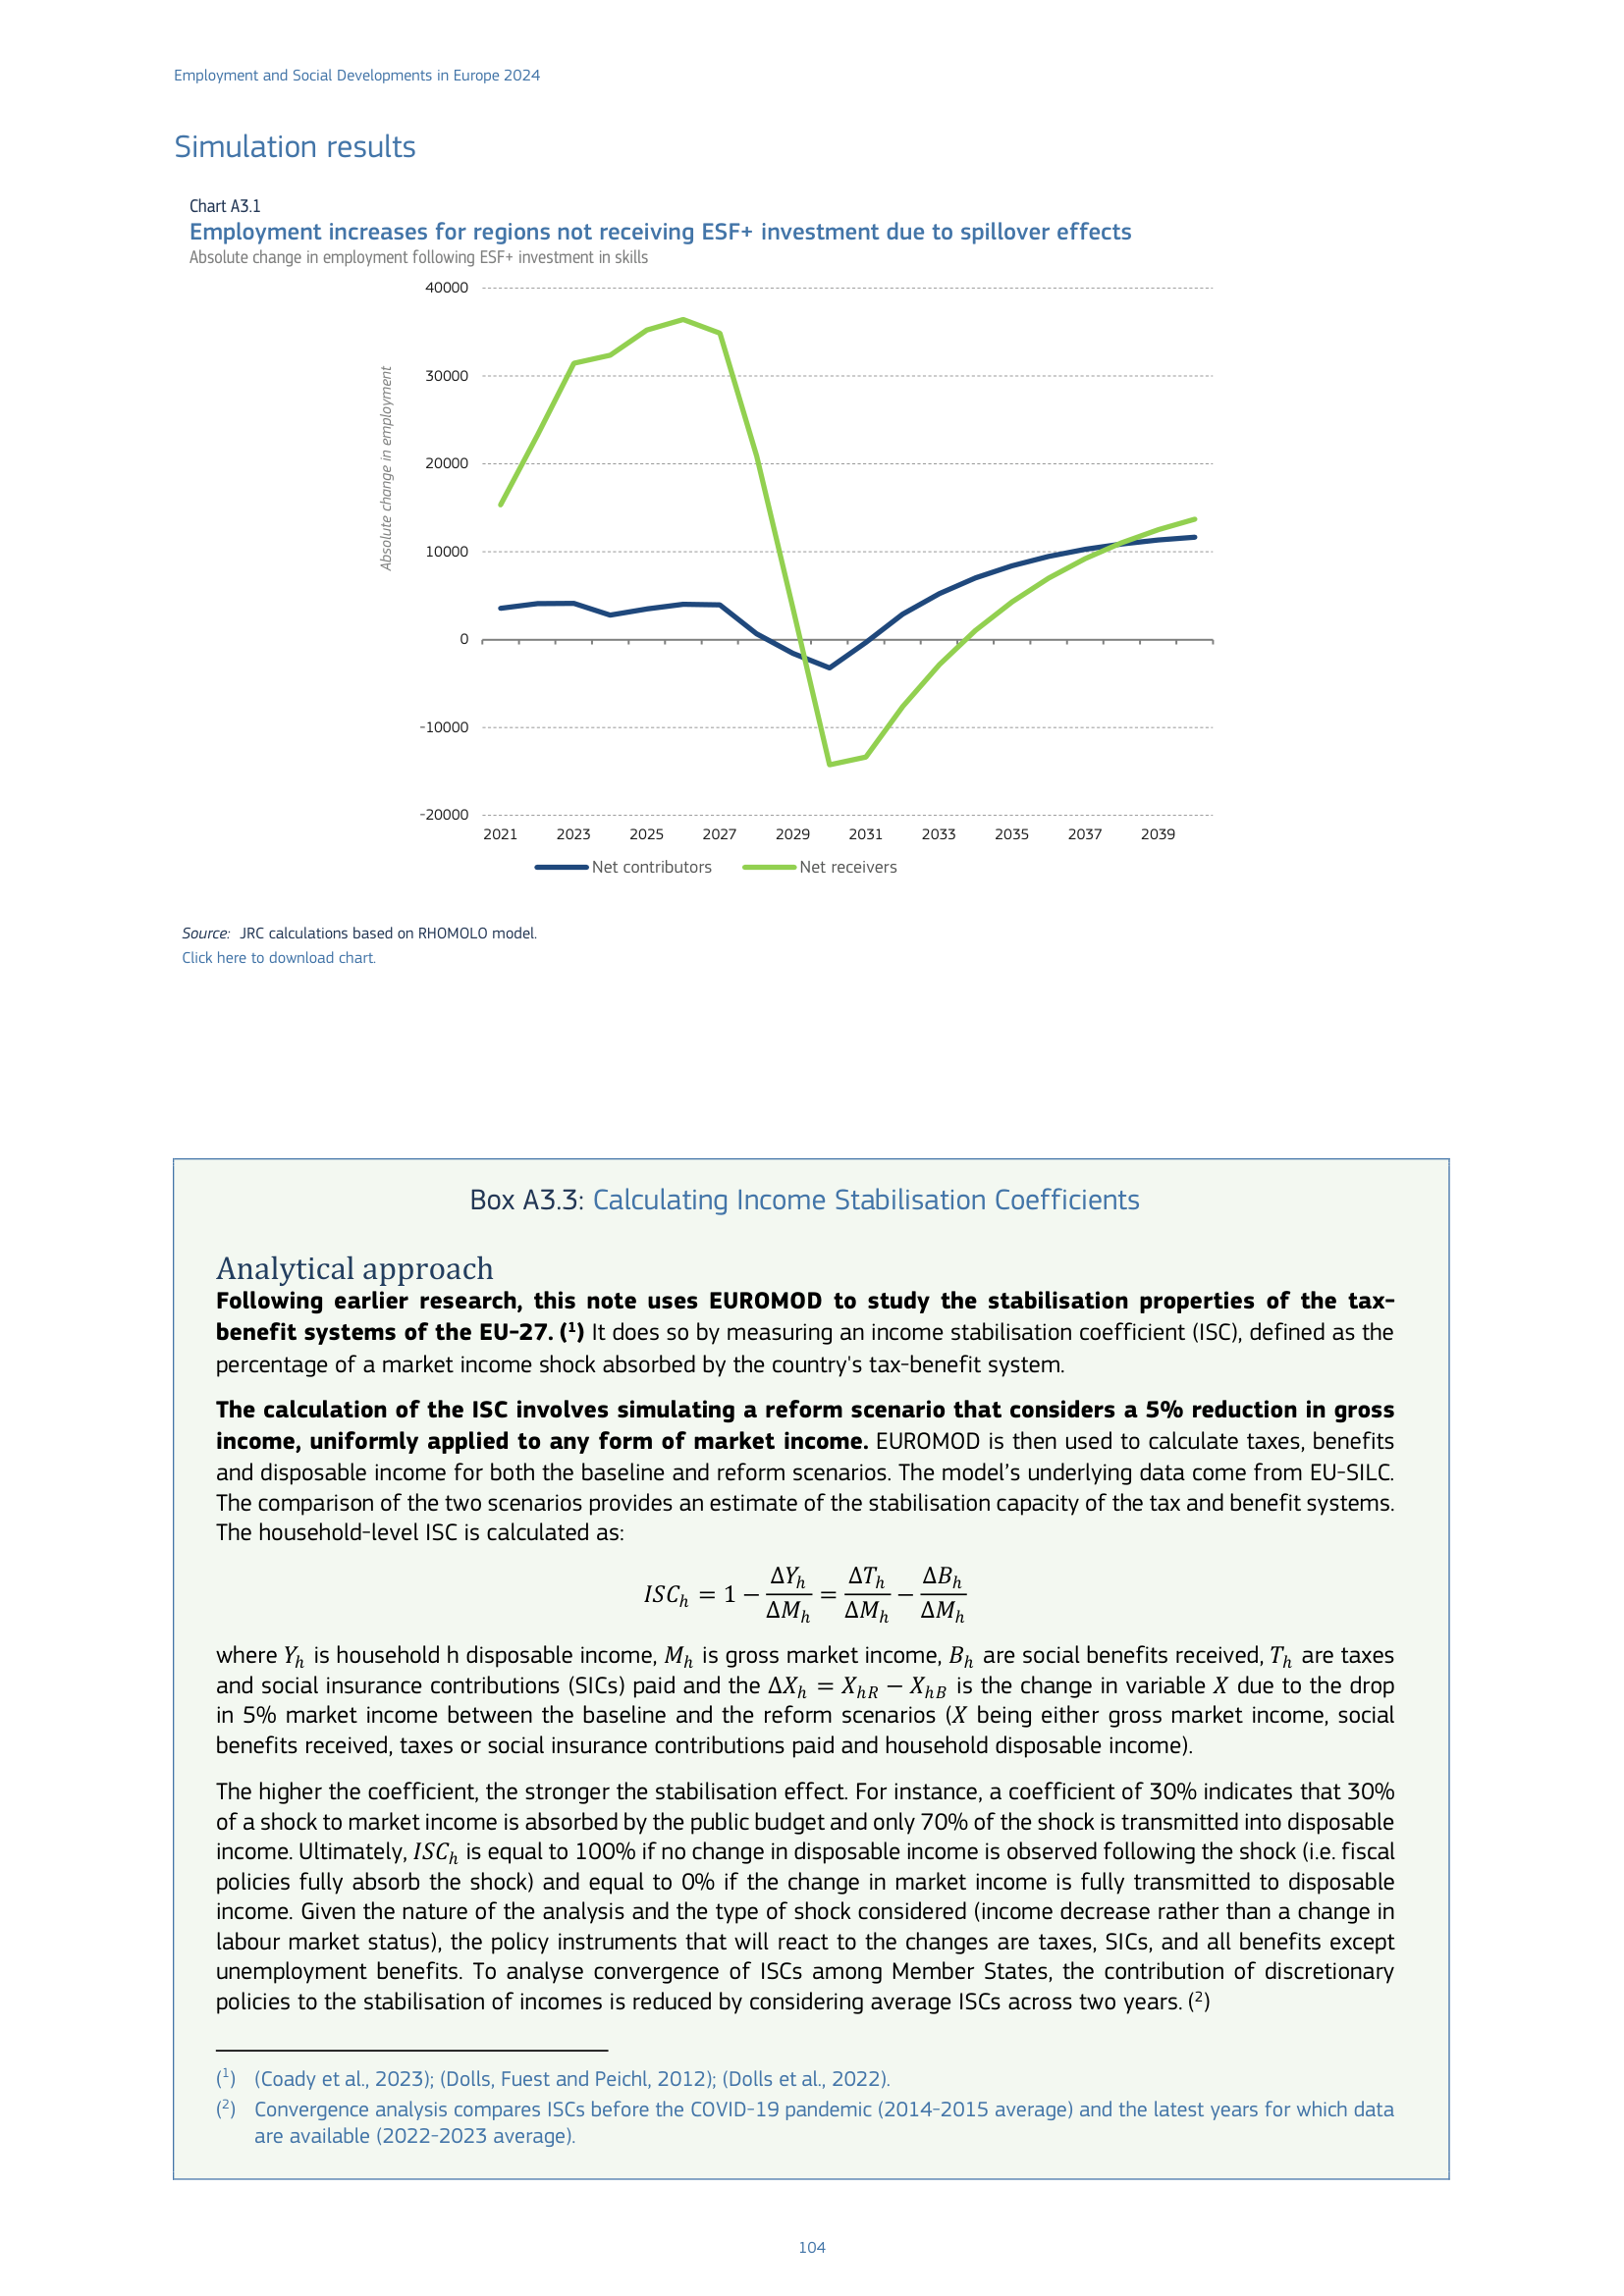 Employment and Social Developments in Europe 2024
Simulation results
Chart A3.1
Employment increases for regions not receiving ESF+ investment due to spillover effects
Absolute change in employment following ESF+ investment in skills
40000
30000
20000
10000
0
-10000
-20000
Absolute change in employment
2021 2023 2025 2027 2029 2031 2033 2035 2037 2039
Net contributors Net receivers
Source: JRC calculations based on RHOMOLO model.
Click here to download chart.
Box A3.3: Calculating Income Stabilisation Coefficients
Analytical approach
Following earlier research, this note uses EUROMOD to study the stabilisation properties of the tax-
benefit systems of the EU-27. (¹) It does so by measuring an income stabilisation coefficient (ISC), defined as the
percentage of a market income shock absorbed by the country's tax-benefit system.
The calculation of the ISC involves simulating a reform scenario that considers a 5% reduction in gross
income, uniformly applied to any form of market income. EUROMOD is then used to calculate taxes, benefits
and disposable income for both the baseline and reform scenarios. The model’s underlying data come from EU-SILC.
The comparison of the two scenarios provides an estimate of the stabilisation capacity of the tax and benefit systems.
The household-level ISC is calculated as:
$ISC_h = 1 - \frac{\Delta Y_h}{\Delta M_h} = \frac{\Delta T_h}{\Delta M_h} - \frac{\Delta B_h}{\Delta M_h}$
where $Y_h$ is household h disposable income, $M_h$ is gross market income, $B_h$ are social benefits received, $T_h$ are taxes
and social insurance contributions (SICs) paid and the $\Delta X_h = X_{hR} - X_{hB}$ is the change in variable $X$ due to the drop
in 5% market income between the baseline and the reform scenarios ($X$ being either gross market income, social
benefits received, taxes or social insurance contributions paid and household disposable income).
The higher the coefficient, the stronger the stabilisation effect. For instance, a coefficient of 30% indicates that 30%
of a shock to market income is absorbed by the public budget and only 70% of the shock is transmitted into disposable
income. Ultimately, $ISC_h$ is equal to 100% if no change in disposable income is observed following the shock (i.e. fiscal
policies fully absorb the shock) and equal to 0% if the change in market income is fully transmitted to disposable
income. Given the nature of the analysis and the type of shock considered (income decrease rather than a change in
labour market status), the policy instruments that will react to the changes are taxes, SICs, and all benefits except
unemployment benefits. To analyse convergence of ISCs among Member States, the contribution of discretionary
policies to the stabilisation of incomes is reduced by considering average ISCs across two years. (²)
(¹) (Coady et al., 2023); (Dolls, Fuest and Peichl, 2012); (Dolls et al., 2022).
(²) Convergence analysis compares ISCs before the COVID-19 pandemic (2014-2015 average) and the latest years for which data
are available (2022-2023 average).
104